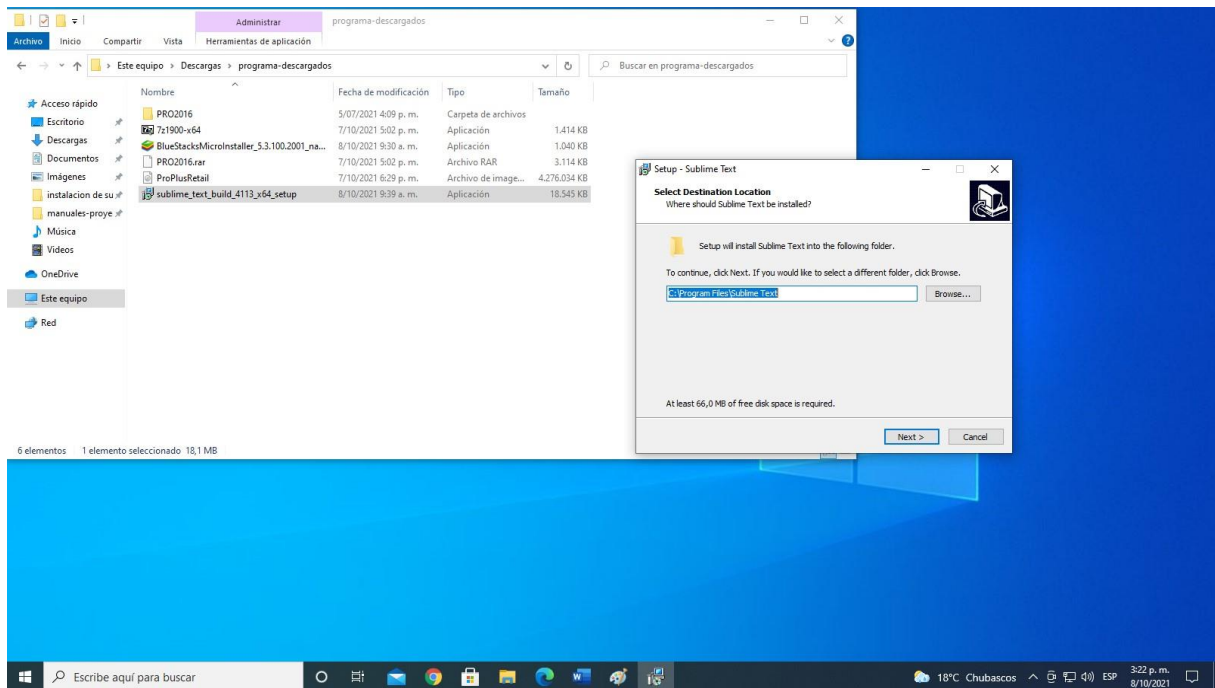 Administrar
programa-descargados
Archivo
Inicio
Compartir
Vista
Herramientas de aplicación
Este equipo > Descargas > programa-descargados
Buscar en programa-descargados
Nombre
Fecha de modificación
Tipo
Tamaño
Acceso rápido
Escritorio
Descargas
Documentos
Imágenes
instalacion de su
manuales-proye
Música
Videos
OneDrive
Este equipo
Red
PRO2016 5/07/2021 4:09 p. m. Carpeta de archivos
7z1900-x64 7/10/2021 5:02 p. m. Aplicación 1.414 KB
BlueStacksMicroInstaller_5.3.100.2001_na... 8/10/2021 9:30 a. m. Aplicación 1.040 KB
PRO2016.rar 7/10/2021 5:02 p. m. Archivo RAR 3.114 KB
ProPlusRetail 7/10/2021 6:29 p. m. Archivo de image... 4.276.034 KB
sublime_text_build_4113_x64_setup 8/10/2021 9:39 a. m. Aplicación 18.545 KB
6 elementos 1 elemento seleccionado 18,1 MB
Setup - Sublime Text
Select Destination Location
Where should Sublime Text be installed?
Setup will install Sublime Text into the following folder.
To continue, click Next. If you would like to select a different folder, click Browse.
C:\Program Files\Sublime Text
Browse...
At least 66,0 MB of free disk space is required.
Next >
Cancel
Escribe aquí para buscar
18°C Chubascos
ESP
3:22 p. m.
8/10/2021